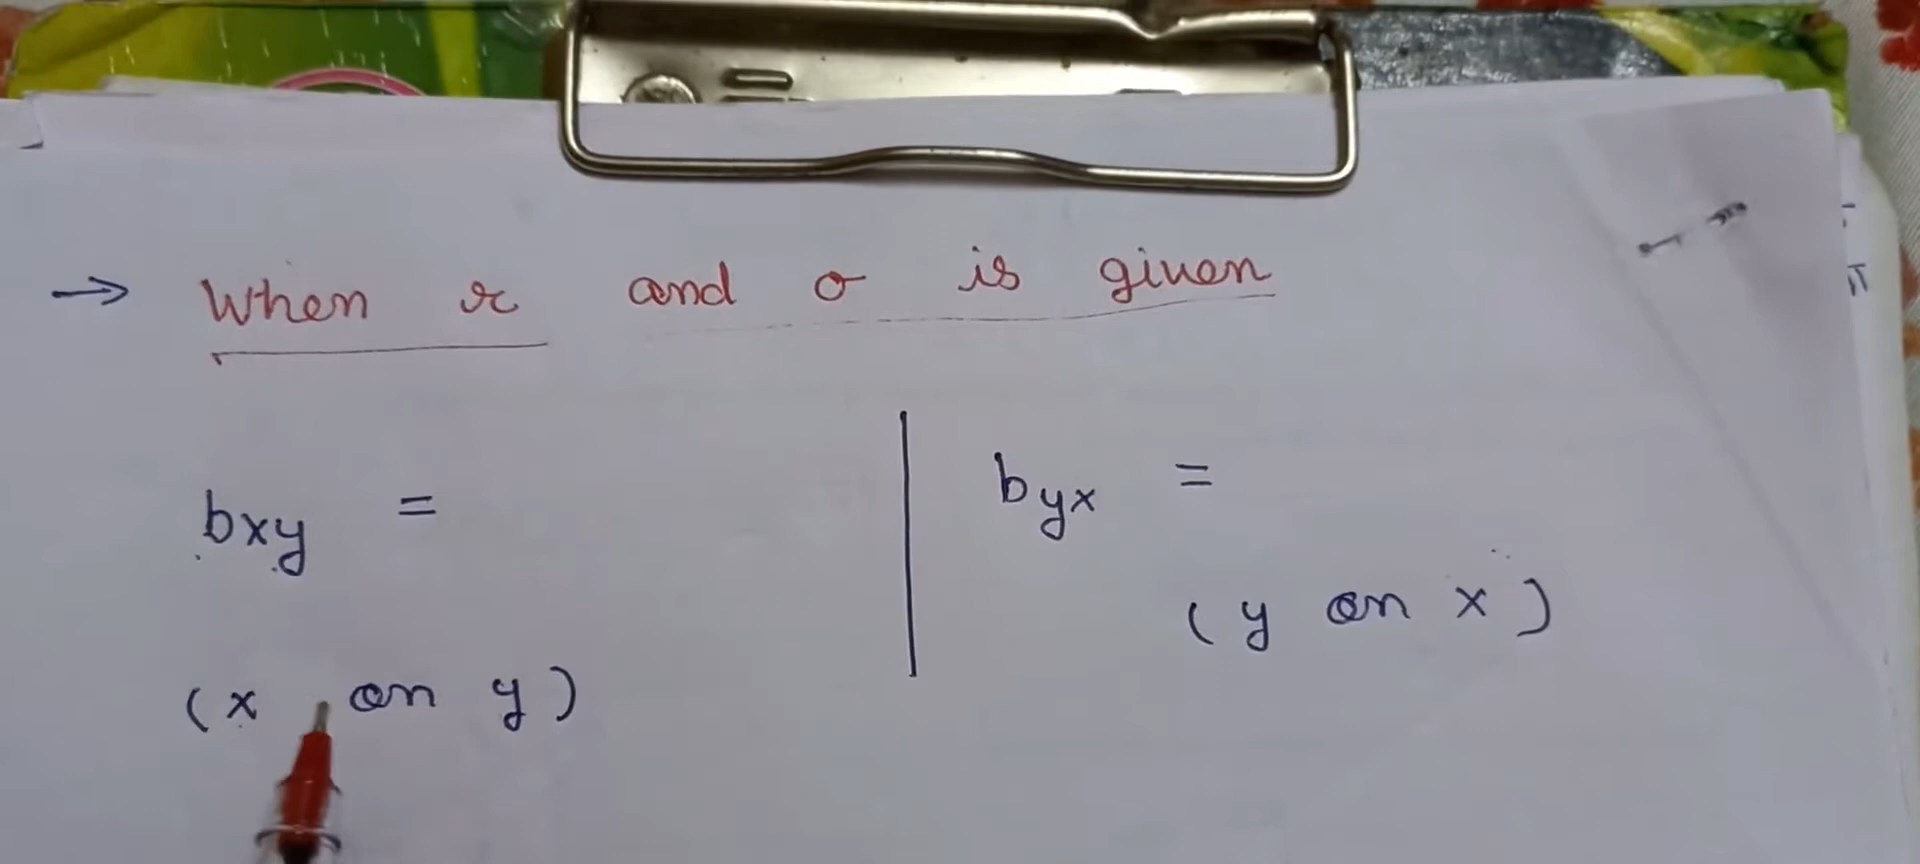 → When r and σ is given
bxy =
(x on y)
byx =
(y on x)
π